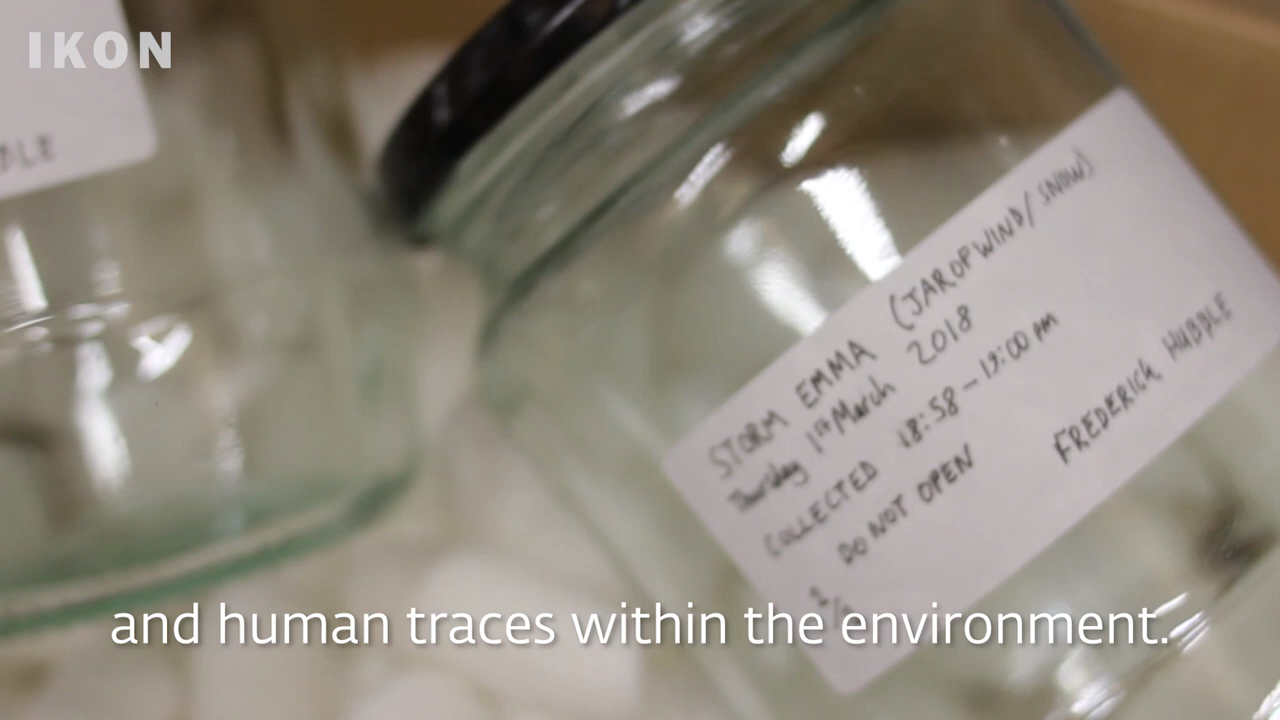 IKON
STORM EMMA (JAR OF WIND/SNOW)
Thursday 1st March 2018
COLLECTED 18:58 – 19:00 PM
DO NOT OPEN
FREDERICK HUBBLE
and human traces within the environment.